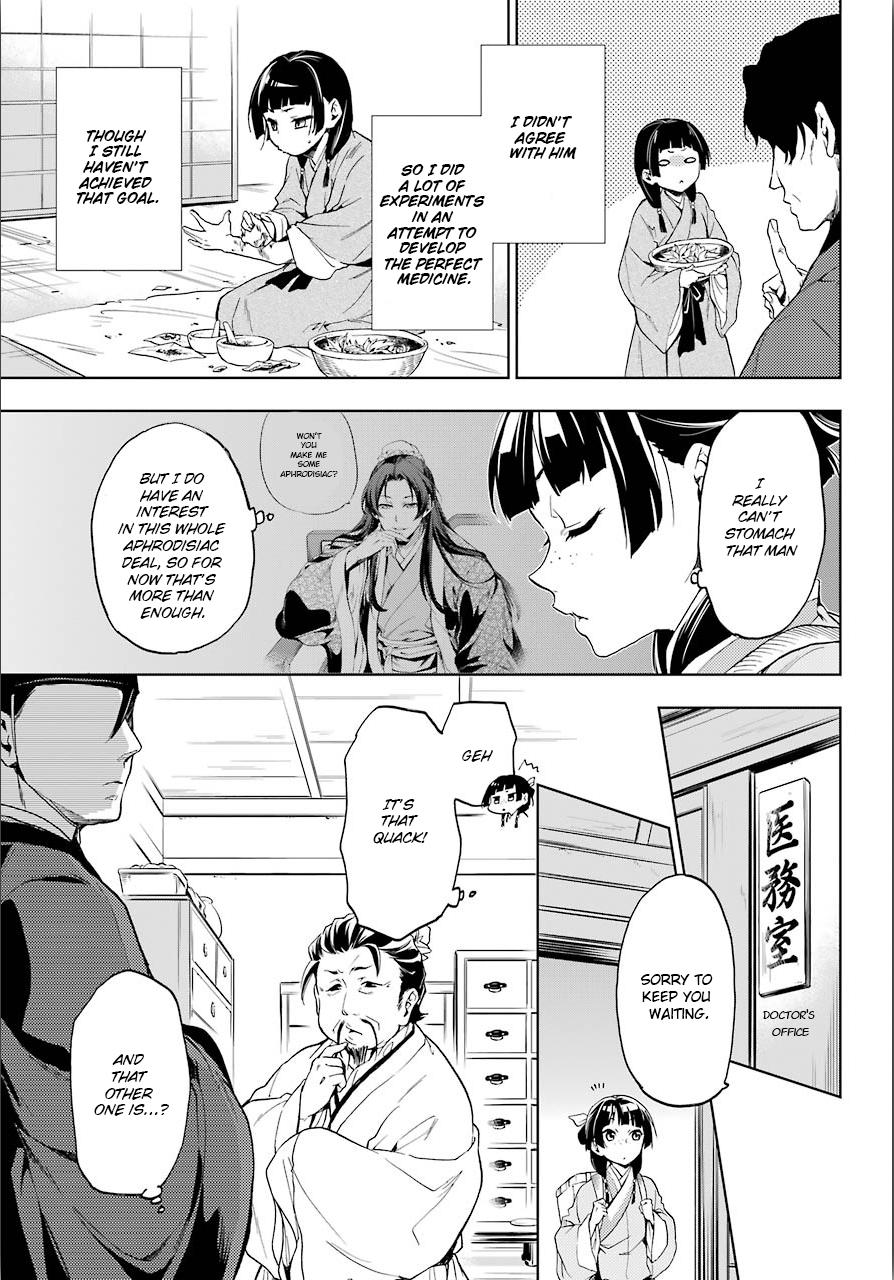 I DIDN'T
AGREE
WITH HIM
SO I DID
A LOT OF
EXPERIMENTS
IN AN
ATTEMPT TO
DEVELOP
THE PERFECT
MEDICINE.
THOUGH
I STILL
HAVEN'T
ACHIEVED
THAT GOAL.
I
REALLY
CAN'T
STOMACH
THAT MAN
WON'T
YOU
MAKE ME
SOME
APHRODISIAC?
BUT I DO
HAVE AN
INTEREST
IN THIS WHOLE
APHRODISIAC
DEAL, SO FOR
NOW THAT'S
MORE THAN
ENOUGH.
医務室
DOCTOR'S
OFFICE
SORRY TO
KEEP YOU
WAITING.
GEH
IT'S
THAT
QUACK!
AND
THAT
OTHER
ONE IS...?